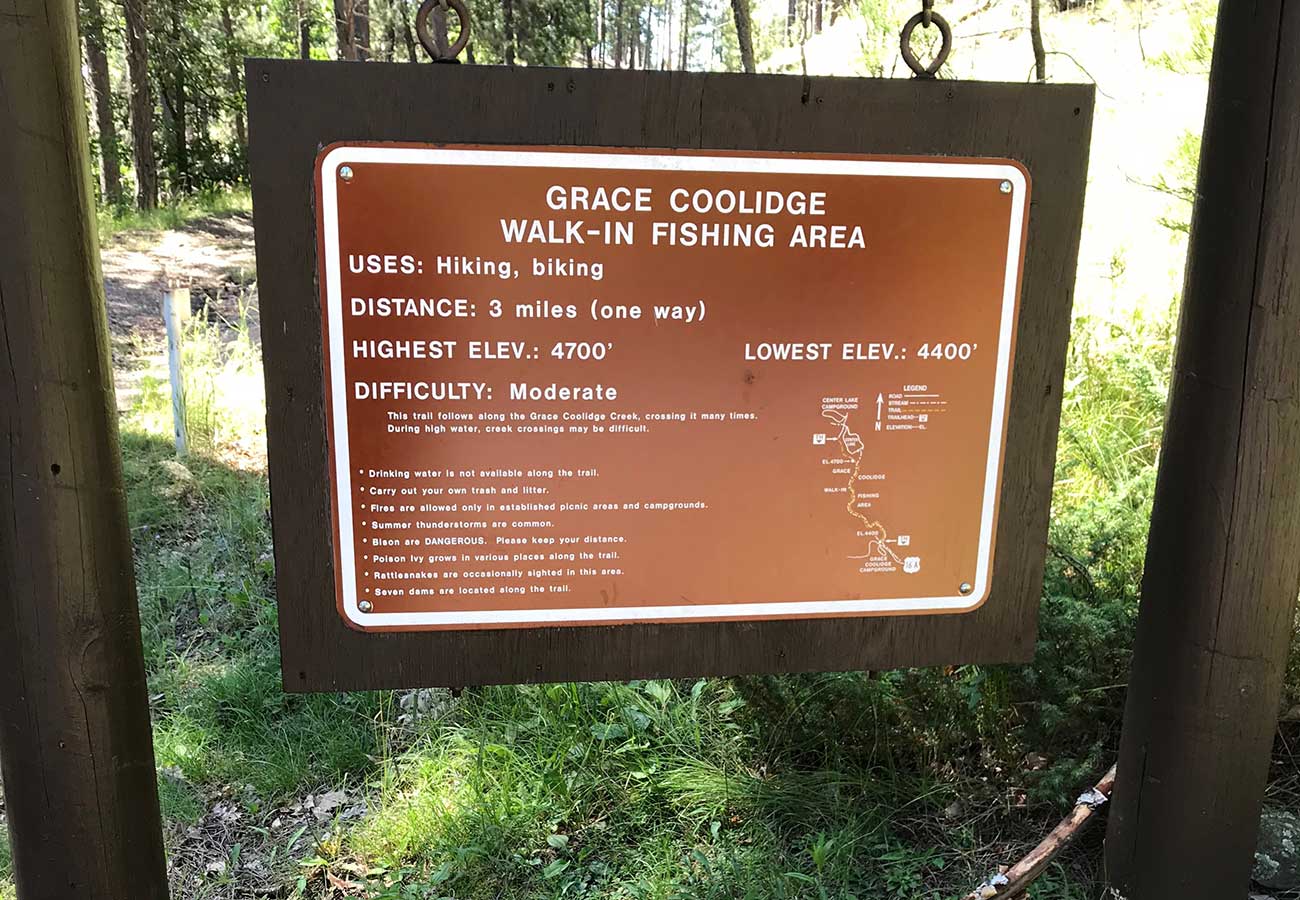 GRACE COOLIDGE
WALK-IN FISHING AREA
USES: Hiking, biking
DISTANCE: 3 miles (one way)
HIGHEST ELEV.: 4700'
LOWEST ELEV.: 4400'
DIFFICULTY: Moderate
This trail follows along the Grace Coolidge Creek, crossing it many times.
During high water, creek crossings may be difficult.
• Drinking water is not available along the trail.
• Carry out your own trash and litter.
• Fires are allowed only in established picnic areas and campgrounds.
• Summer thunderstorms are common.
• Bison are DANGEROUS. Please keep your distance.
• Poison Ivy grows in various places along the trail.
• Rattlesnakes are occasionally sighted in this area.
• Seven dams are located along the trail.
LEGEND
ROAD
STREAM
TRAIL
TRAILHEAD
ELEVATION EL.
N
CENTER LAKE
CAMPGROUND
CENTER
LAKE
EL.4700
GRACE
COOLIDGE
WALK-IN
FISHING
AREA
EL.4400
GRACE
COOLIDGE
CAMPGROUND
16A